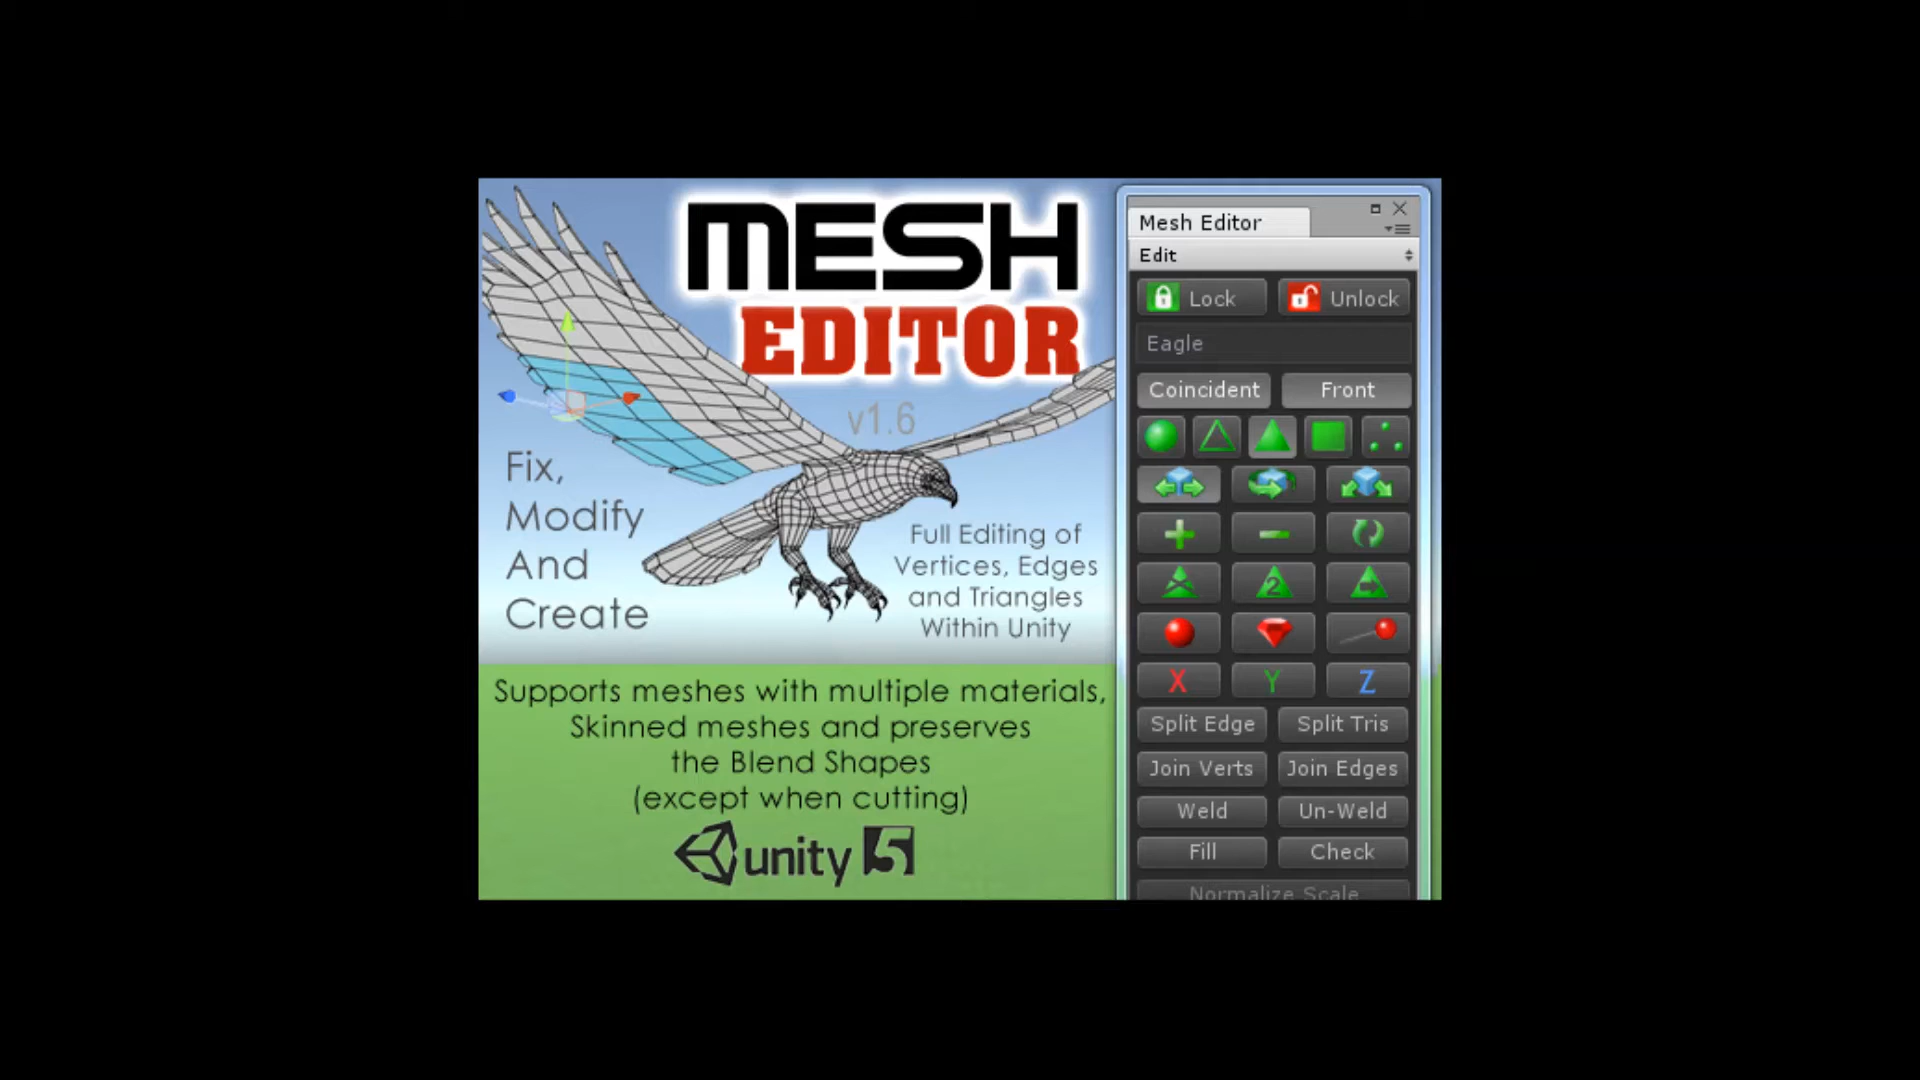 MESH
EDITOR
v1.6
Fix,
Modify
And
Create
Full Editing of
Vertices, Edges
and Triangles
Within Unity
Supports meshes with multiple materials,
Skinned meshes and preserves
the Blend Shapes
(except when cutting)
unity 5
Mesh Editor
Edit
Lock Unlock
Eagle
Coincident Front
2
X Y Z
Split Edge Split Tris
Join Verts Join Edges
Weld Un-Weld
Fill Check
Normalize Scale